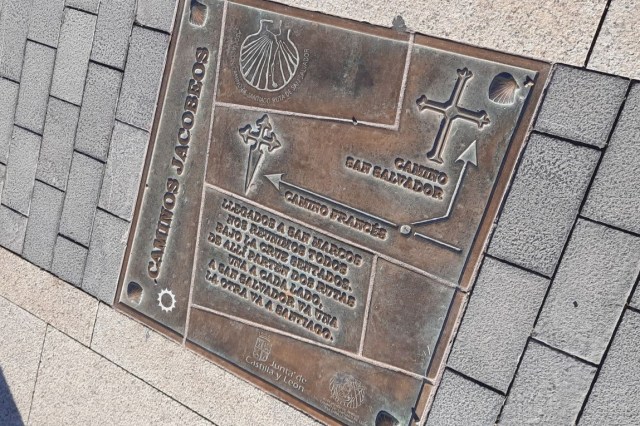 CAMINOS JACOBEOS
CAMINO
SAN SALVADOR
CAMINO FRANCÉS
LLEGADOS A SAN MARCOS
NOS REUNIMOS TODOS
BAJO LA CRUZ SENTADOS.
DE ALLÍ PARTEN DOS RUTAS
UNA A CADA LADO.
A SAN SALVADOR VA UNA
LA OTRA VA A SANTIAGO.
Junta de
Castilla y León